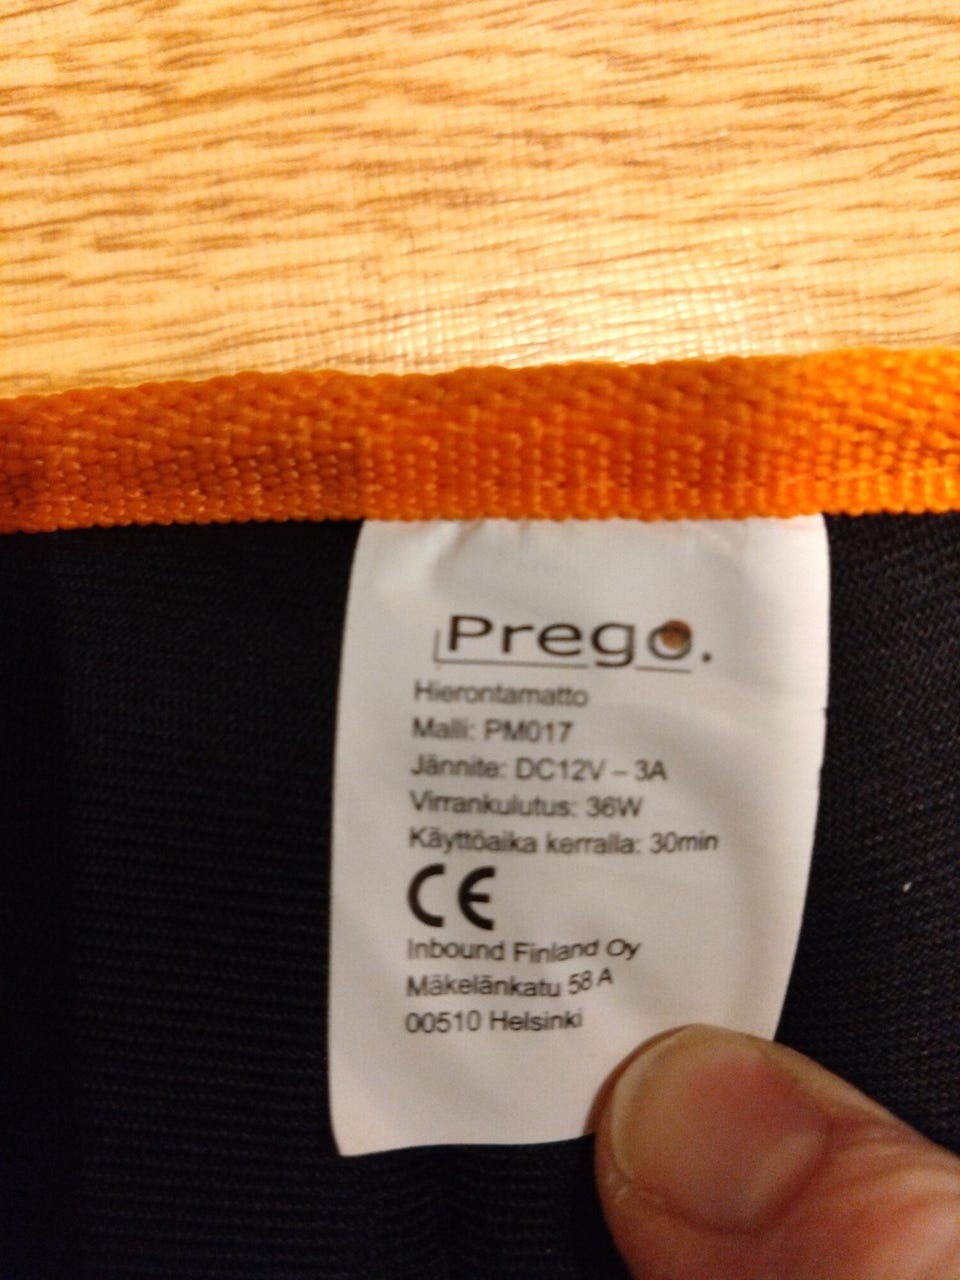 Prego.
Hierontamatto
Malli: PM017
Jännite: DC12V – 3A
Virrankulutus: 36W
Käyttöaika kerralla: 30min
CE
Inbound Finland Oy
Mäkelänkatu 58 A
00510 Helsinki